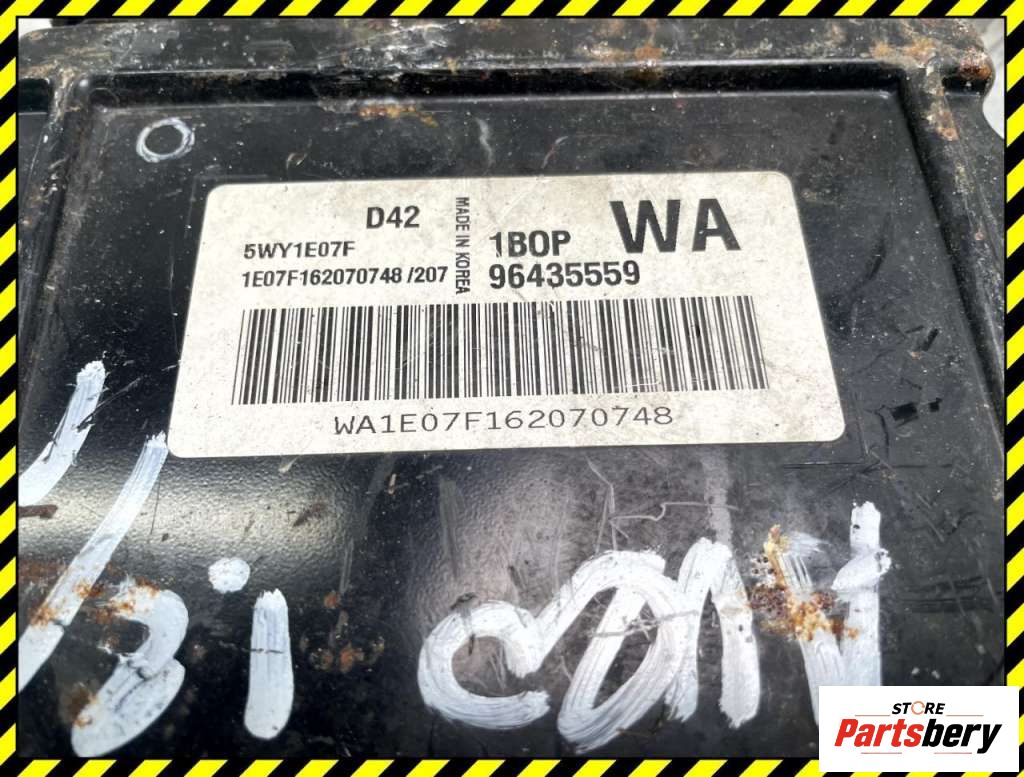 D42
5WY1E07F
1E07F162070748 /207
MADE IN KOREA
1BOP WA
96435559
WA1E07F162070748
STORE
Partsbery